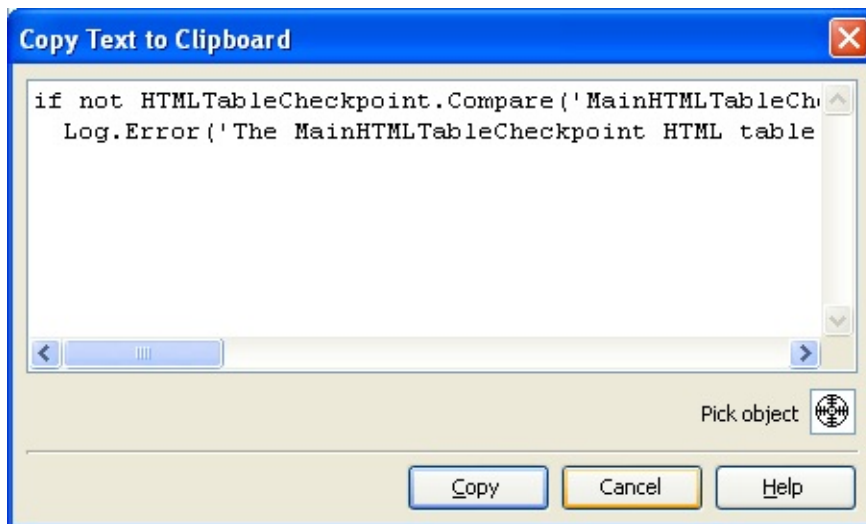 Copy Text to Clipboard
if not HTMLTableCheckpoint.Compare('MainHTMLTableCh
  Log.Error('The MainHTMLTableCheckpoint HTML table
Pick object
Copy
Cancel
Help